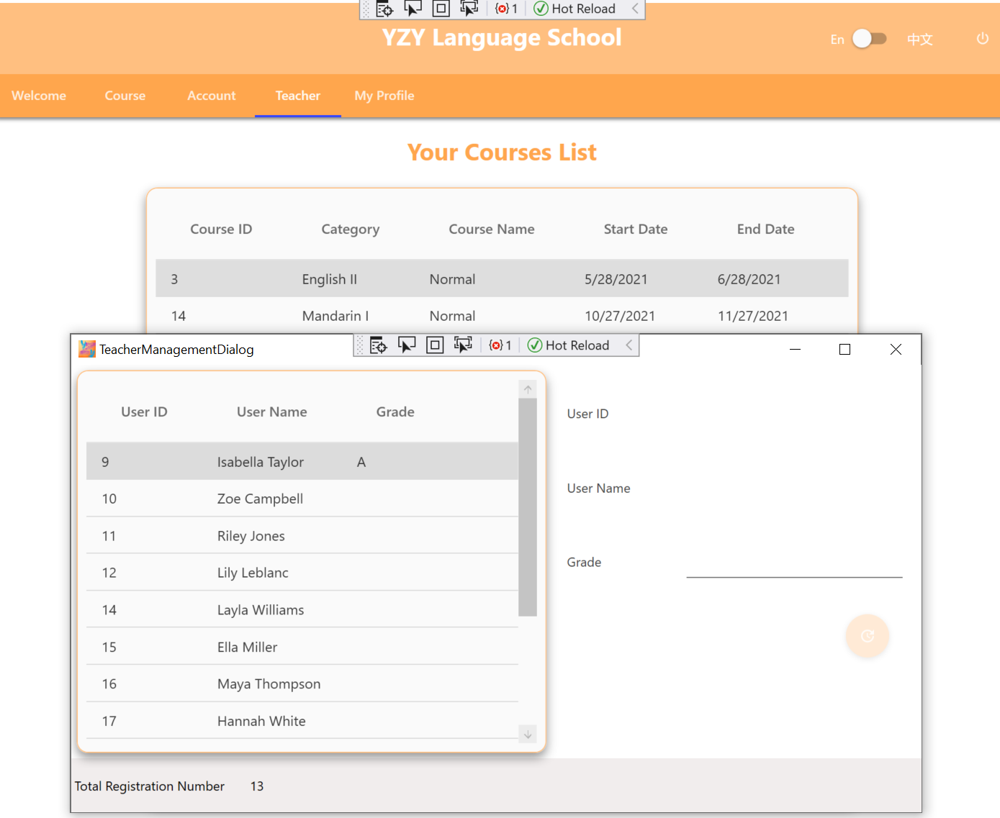 {} 1 Hot Reload
YZY Language School
En 中文
Welcome Course Account Teacher My Profile
Your Courses List
Course ID Category Course Name Start Date End Date
3 English II Normal 5/28/2021 6/28/2021
14 Mandarin I Normal 10/27/2021 11/27/2021
TeacherManagementDialog {} 1 Hot Reload
User ID User Name Grade
9 Isabella Taylor A
10 Zoe Campbell
11 Riley Jones
12 Lily Leblanc
14 Layla Williams
15 Ella Miller
16 Maya Thompson
17 Hannah White
User ID
User Name
Grade
Total Registration Number 13